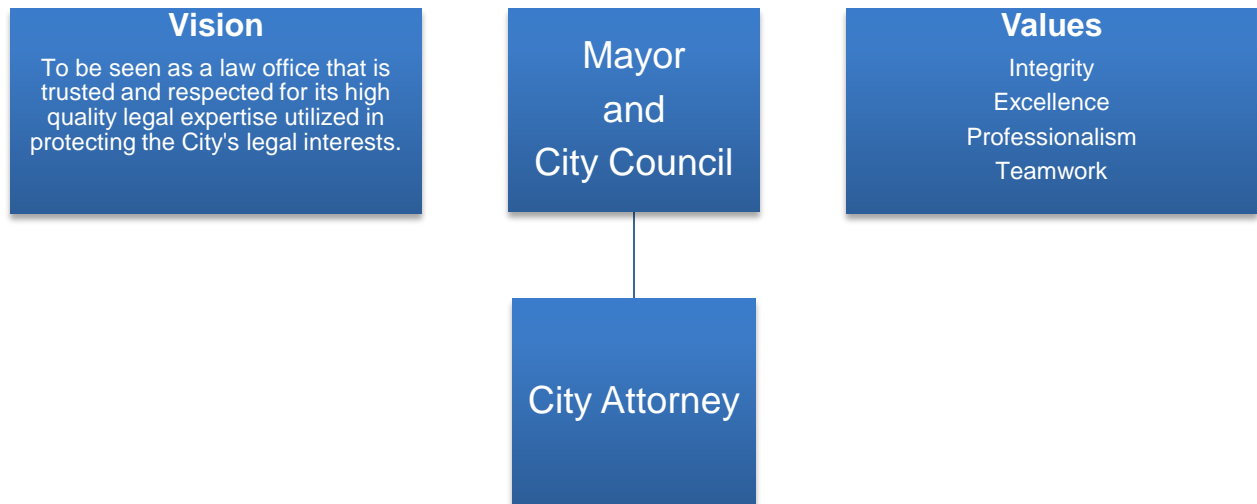 Vision
To be seen as a law office that is
trusted and respected for its high
quality legal expertise utilized in
protecting the City's legal interests.
Mayor
and
City Council
Values
Integrity
Excellence
Professionalism
Teamwork
City Attorney